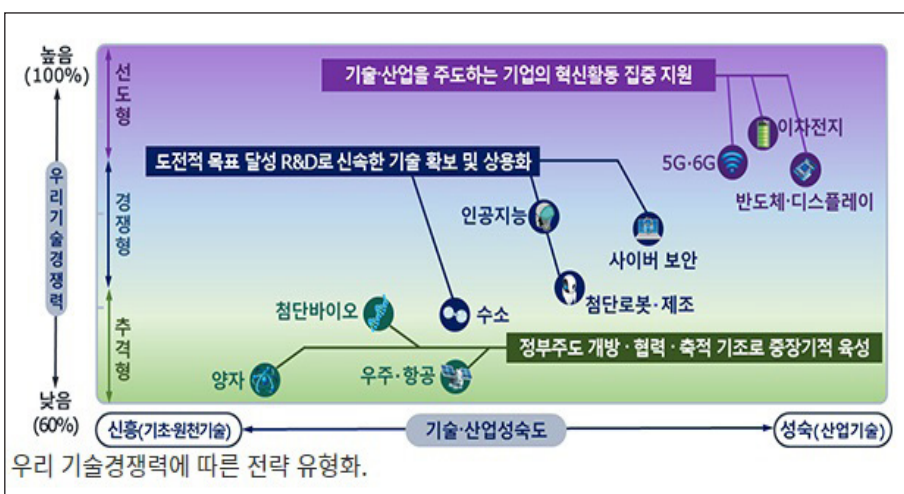 높음
(100%)
우리기술경쟁력
낮음
(60%)
선도형
경쟁형
추격형
기술·산업을 주도하는 기업의 혁신활동 집중 지원
이차전지
5G·6G
반도체·디스플레이
도전적 목표 달성 R&D로 신속한 기술 확보 및 상용화
인공지능
사이버 보안
첨단로봇·제조
수소
첨단바이오
정부주도 개방·협력·축적 기조로 중장기적 육성
양자
우주·항공
신흥(기초·원천기술)
기술·산업성숙도
성숙(산업기술)
우리 기술경쟁력에 따른 전략 유형화.